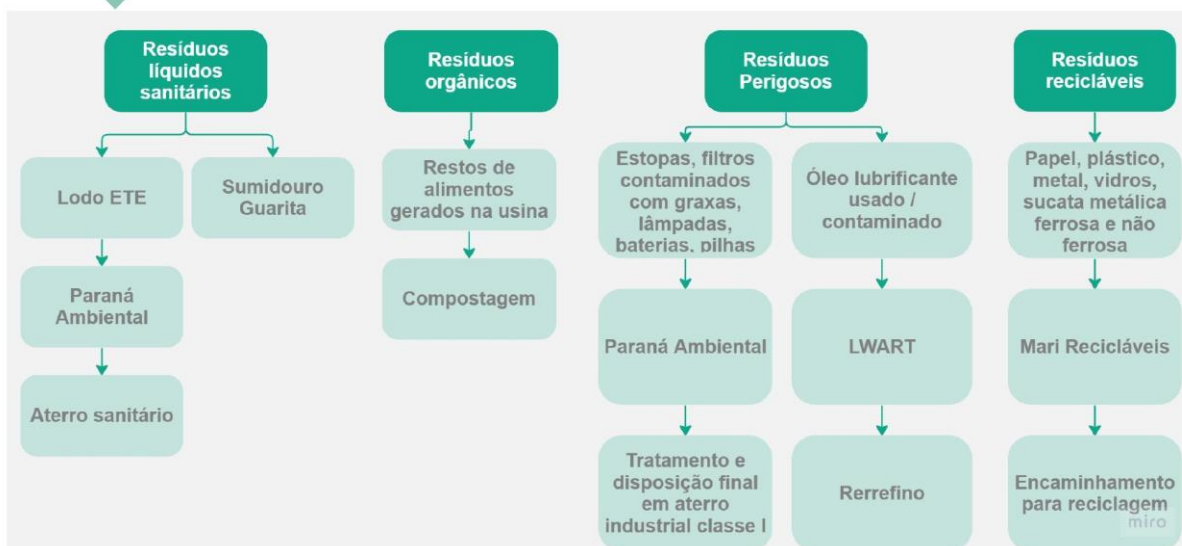 Resíduos
líquidos
sanitários
Lodo ETE
Sumidouro
Guarita
Paraná
Ambiental
Aterro sanitário
Resíduos
orgânicos
Restos de
alimentos
gerados na usina
Compostagem
Resíduos
Perigosos
Estopas, filtros
contaminados
com graxas,
lâmpadas,
baterias, pilhas
Óleo lubrificante
usado /
contaminado
Paraná Ambiental
LWART
Tratamento e
disposição final
em aterro
industrial classe I
Rerrefino
Resíduos
recicláveis
Papel, plástico,
metal, vidros,
sucata metálica
ferrosa e não
ferrosa
Mari Recicláveis
Encaminhamento
para reciclagem
miro